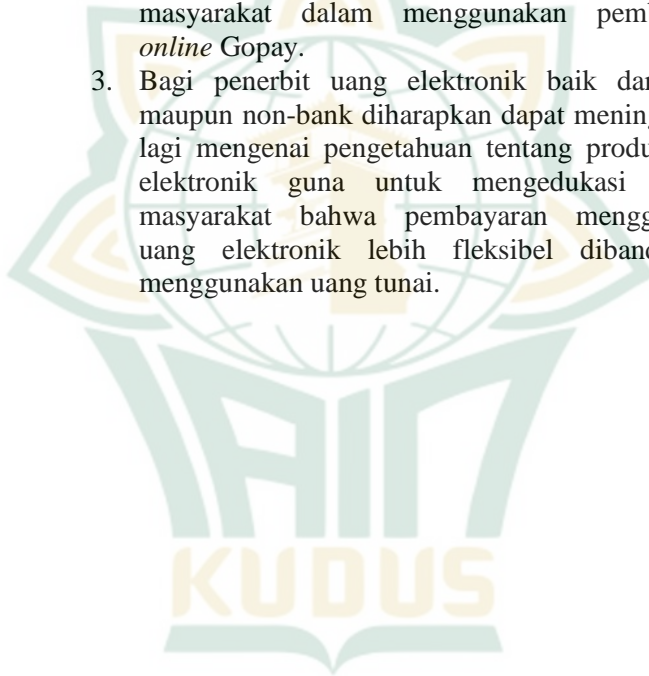 masyarakat dalam menggunakan pemb
online Gopay.
3. Bagi penerbit uang elektronik baik dar
maupun non-bank diharapkan dapat mening
lagi mengenai pengetahuan tentang produ
elektronik guna untuk mengedukasi
masyarakat bahwa pembayaran mengg
uang elektronik lebih fleksibel diban
menggunakan uang tunai.
IAIN
KUDUS